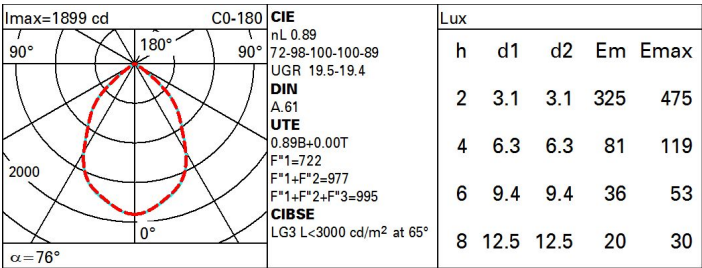 Imax=1899 cd C0-180
90° 180° 90°
2000
0°
α=76°
CIE
nL 0.89
72-98-100-100-89
UGR 19.5-19.4
DIN
A.61
UTE
0.89B+0.00T
F"1=722
F"1+F"2=977
F"1+F"2+F"3=995
CIBSE
LG3 L<3000 cd/m² at 65°
Lux
h d1 d2 Em Emax
2 3.1 3.1 325 475
4 6.3 6.3 81 119
6 9.4 9.4 36 53
8 12.5 12.5 20 30